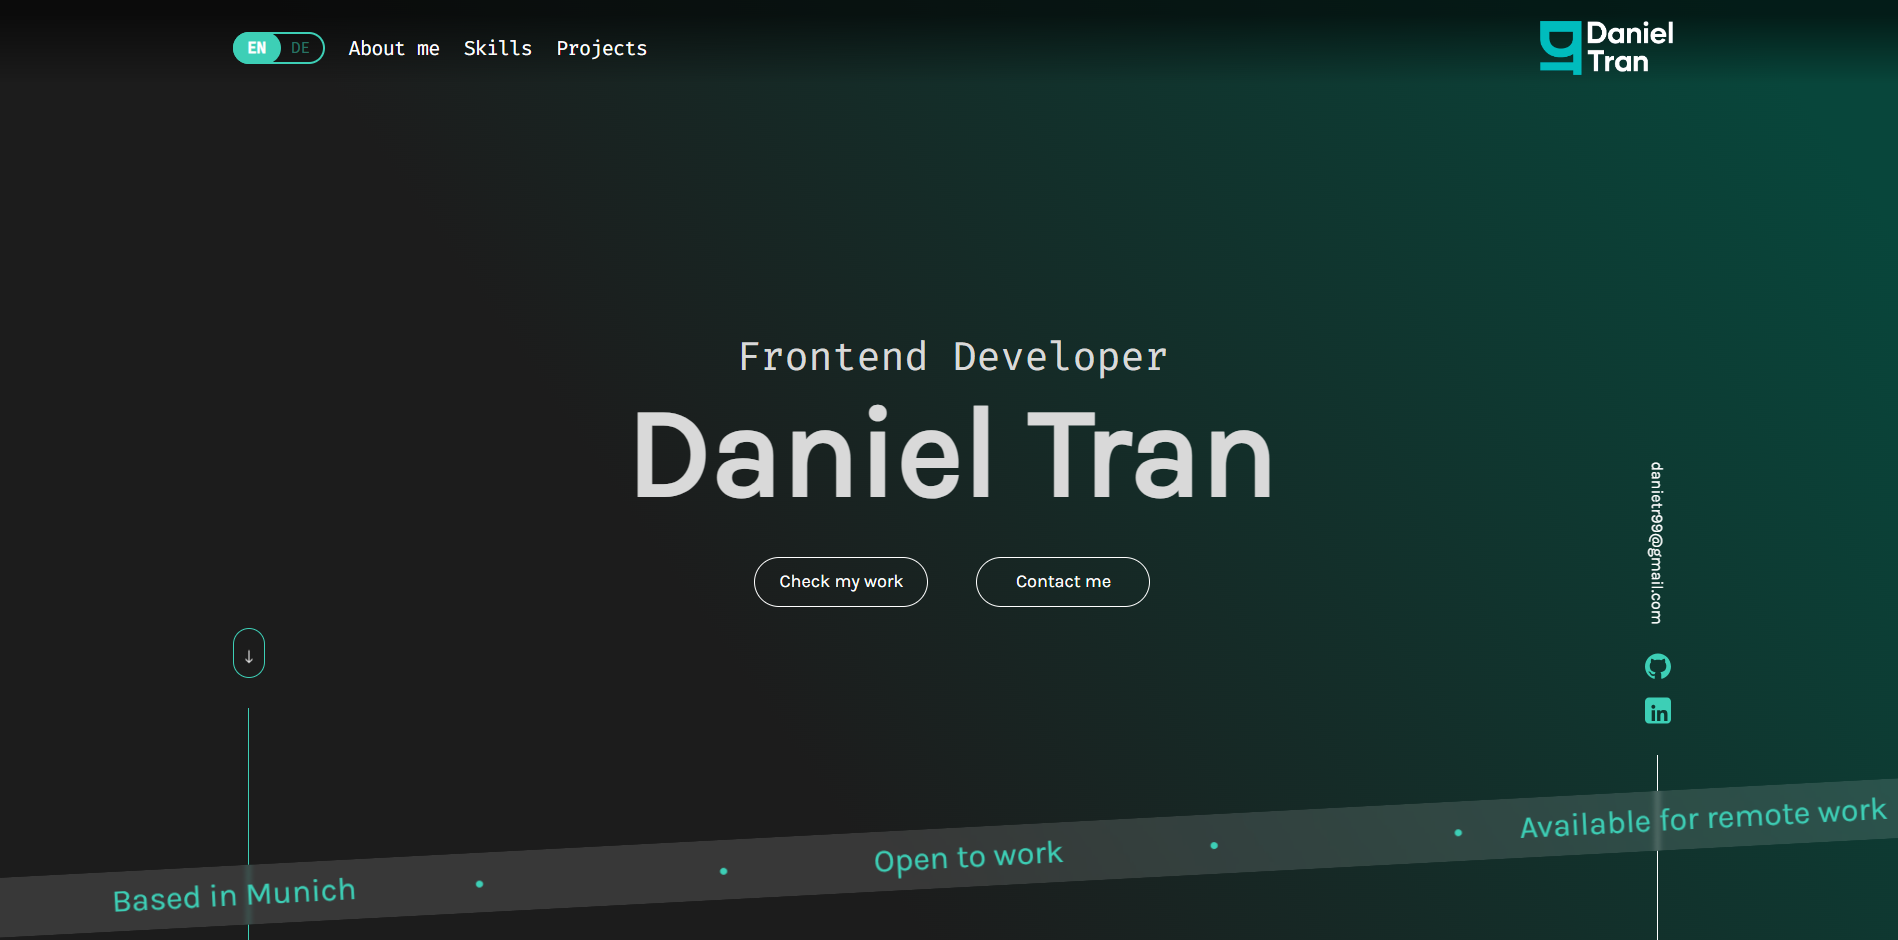 EN DE About me Skills Projects
Daniel
Tran
Frontend Developer
Daniel Tran
Check my work
Contact me
danietr99@gmail.com
in
Based in Munich • • Open to work • • Available for remote work